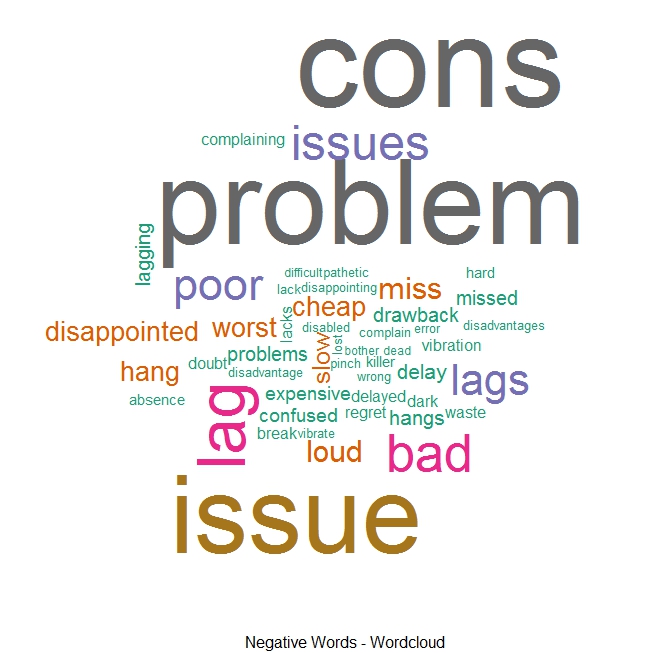 cons
complaining
issues
problem
lagging
difficult
pathetic
hard
lack
disappointing
poor
miss
missed
lacks
cheap
drawback
disappointed
worst
disabled
complain
error
disadvantages
slow
lost
problems
bother
dead
vibration
doubt
pinch
killer
hang
disadvantage
wrong
delay
lags
absence
expensive
delayed
dark
lag
confused
regret
hangs
waste
break
vibrate
loud
bad
issue
Negative Words - Wordcloud